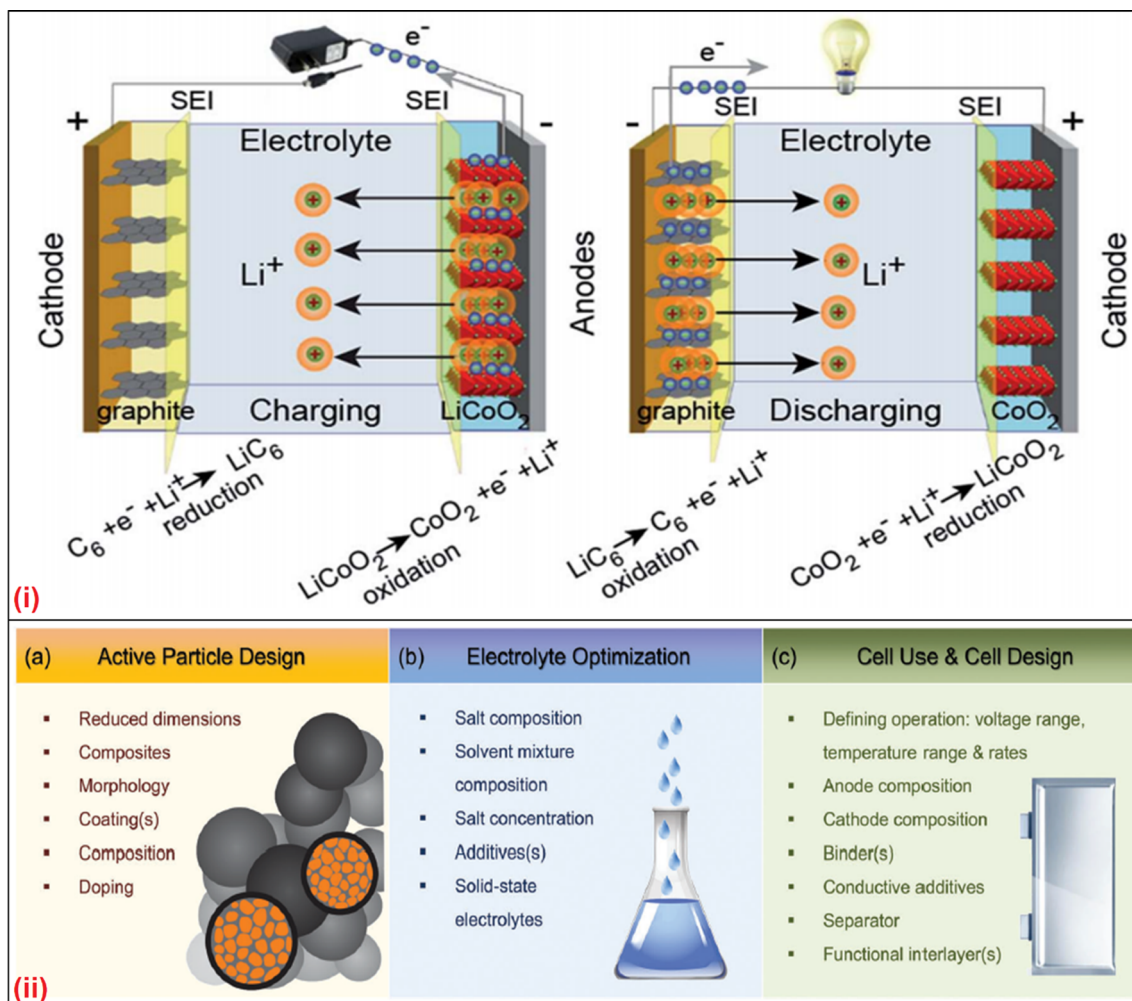 e⁻
SEI
SEI
+
-
Electrolyte
Cathode
Li⁺
Anodes
graphite
Charging
LiCoO₂
C₆ +e⁻ +Li⁺→ LiC₆
reduction
LiCoO₂→CoO₂ +e⁻ +Li⁺
oxidation
e⁻
SEI
SEI
-
+
Electrolyte
Li⁺
Cathode
graphite
Discharging
CoO₂
LiC₆→C₆ +e⁻ +Li⁺
oxidation
CoO₂ +e⁻ +Li⁺→LiCoO₂
reduction
(i)
(a) Active Particle Design
▪ Reduced dimensions
▪ Composites
▪ Morphology
▪ Coating(s)
▪ Composition
▪ Doping
(b) Electrolyte Optimization
▪ Salt composition
▪ Solvent mixture
composition
▪ Salt concentration
▪ Additives(s)
▪ Solid-state
electrolytes
(c) Cell Use & Cell Design
▪ Defining operation: voltage range,
temperature range & rates
▪ Anode composition
▪ Cathode composition
▪ Binder(s)
▪ Conductive additives
▪ Separator
▪ Functional interlayer(s)
(ii)